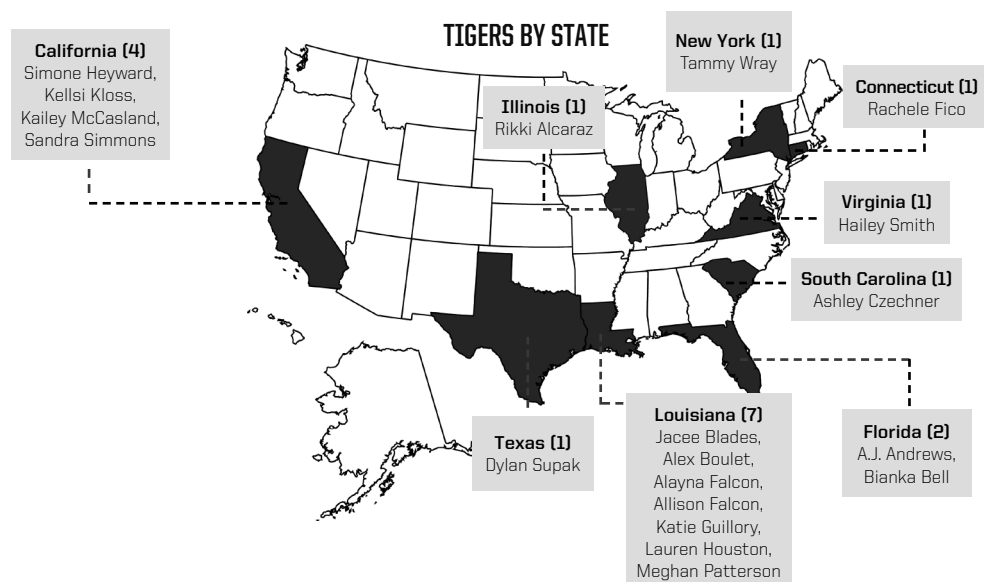 TIGERS BY STATE
California (4)
Simone Heyward,
Kellsi Kloss,
Kailey McCasland,
Sandra Simmons
New York (1)
Tammy Wray
Illinois (1)
Rikki Alcaraz
Connecticut (1)
Rachele Fico
Virginia (1)
Hailey Smith
South Carolina (1)
Ashley Czechner
Texas (1)
Dylan Supak
Louisiana (7)
Jacee Blades,
Alex Boulet,
Alayna Falcon,
Allison Falcon,
Katie Guillory,
Lauren Houston,
Meghan Patterson
Florida (2)
A.J. Andrews,
Bianka Bell